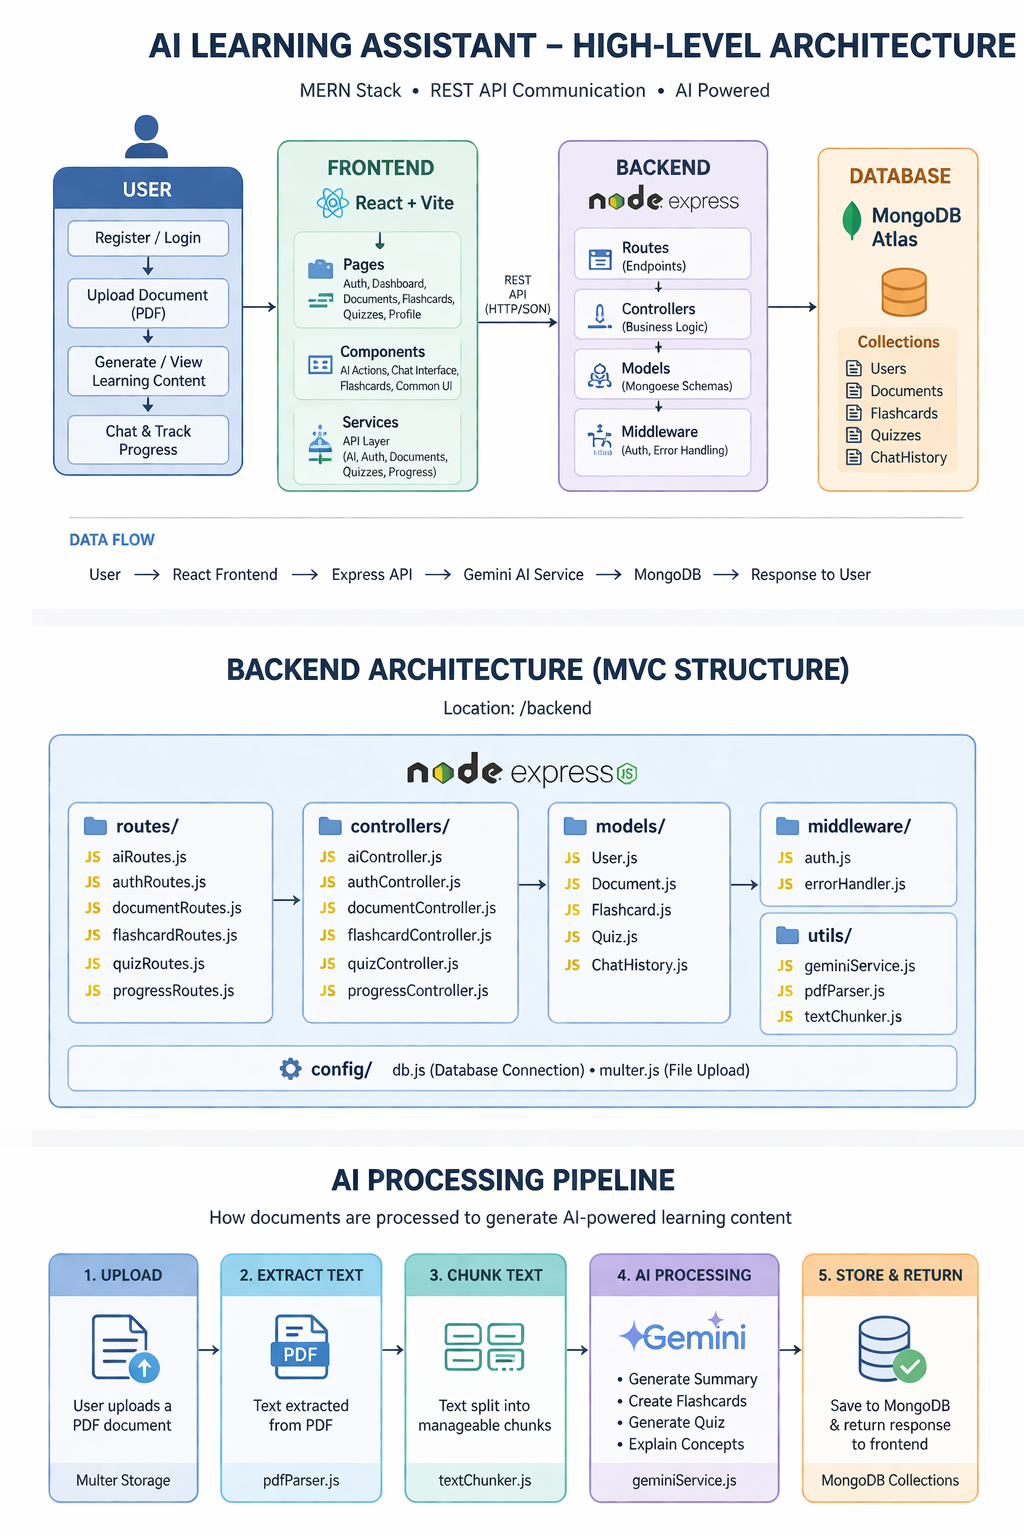 AI LEARNING ASSISTANT – HIGH-LEVEL ARCHITECTURE
MERN Stack • REST API Communication • AI Powered
USER
Register / Login
Upload Document
(PDF)
Generate / View
Learning Content
Chat & Track
Progress
FRONTEND
React + Vite
Pages
Auth, Dashboard,
Documents, Flashcards,
Quizzes, Profile
Components
AI Actions, Chat Interface,
Flashcards, Common UI
Services
API Layer
(AI, Auth, Documents,
Quizzes, Progress)
REST
API
(HTTP/SON)
BACKEND
node express
Routes
(Endpoints)
Controllers
(Business Logic)
Models
(Mongoese Schemas)
Middleware
(Auth, Error Handling)
DATABASE
MongoDB
Atlas
Collections
Users
Documents
Flashcards
Quizzes
ChatHistory
DATA FLOW
User → React Frontend → Express API → Gemini AI Service → MongoDB → Response to User
BACKEND ARCHITECTURE (MVC STRUCTURE)
Location: /backend
node express JS
routes/
JS aiRoutes.js
JS authRoutes.js
JS documentRoutes.js
JS flashcardRoutes.js
JS quizRoutes.js
JS progressRoutes.js
controllers/
JS aiController.js
JS authController.js
JS documentController.js
JS flashcardController.js
JS quizController.js
JS progressController.js
models/
JS User.js
JS Document.js
JS Flashcard.js
JS Quiz.js
JS ChatHistory.js
middleware/
JS auth.js
JS errorHandler.js
utils/
JS geminiService.js
JS pdfParser.js
JS textChunker.js
config/ db.js (Database Connection) • multer.js (File Upload)
AI PROCESSING PIPELINE
How documents are processed to generate AI-powered learning content
1. UPLOAD
User uploads a
PDF document
Multer Storage
2. EXTRACT TEXT
PDF
Text extracted
from PDF
pdfParser.js
3. CHUNK TEXT
Text split into
manageable chunks
textChunker.js
4. AI PROCESSING
Gemini
• Generate Summary
• Create Flashcards
• Generate Quiz
• Explain Concepts
geminiService.js
5. STORE & RETURN
Save to MongoDB
& return response
to frontend
MongoDB Collections